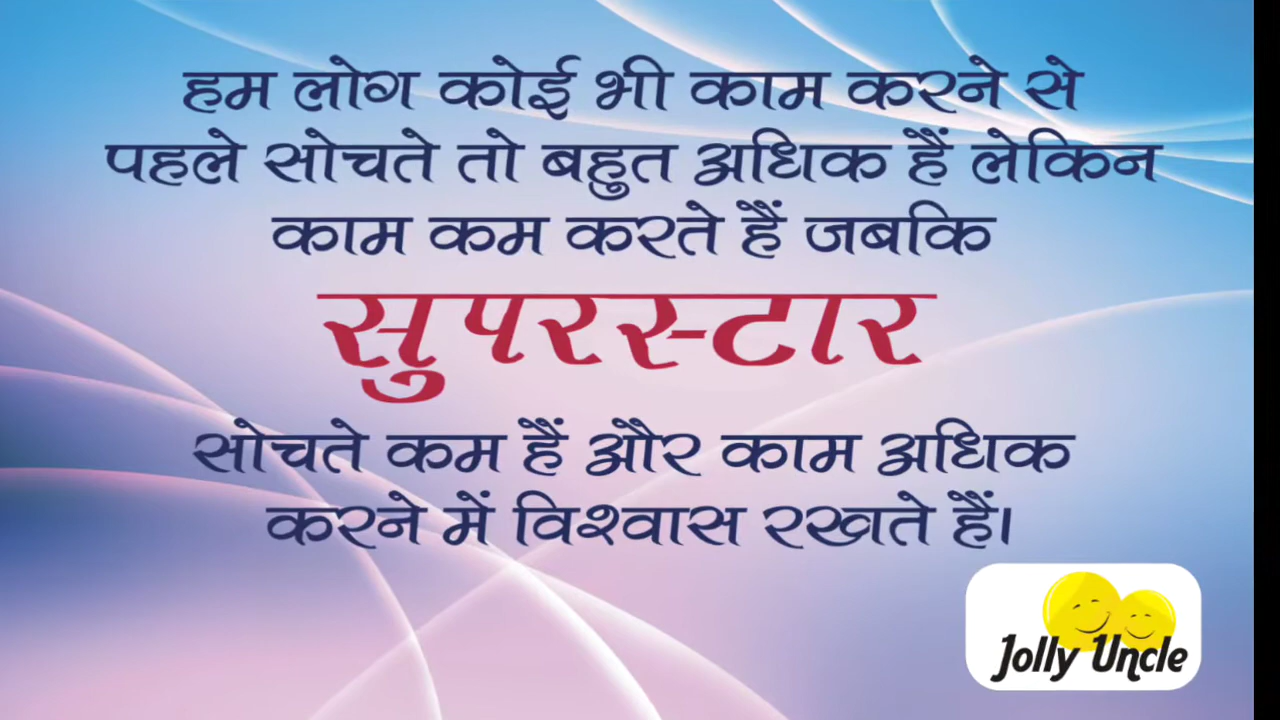 हम लोग कोई भी काम करने से
पहले सोचते तो बहुत अधिक हैं लेकिन
काम कम करते हैं जबकि
सुपरस्टार
सोचते कम हैं और काम अधिक
करने में विश्वास रखते हैं।
Jolly Uncle